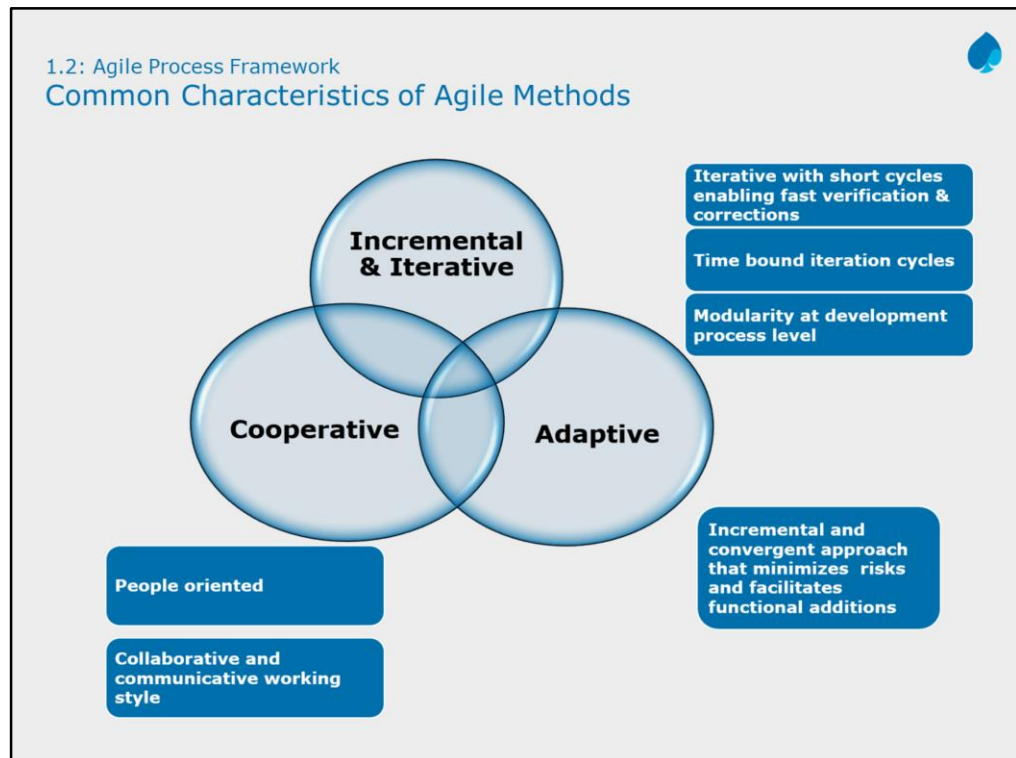 1.2: Agile Process Framework
Common Characteristics of Agile Methods
Incremental
& Iterative
Cooperative
Adaptive
Iterative with short cycles
enabling fast verification &
corrections
Time bound iteration cycles
Modularity at development
process level
Incremental and
convergent approach
that minimizes risks
and facilitates
functional additions
People oriented
Collaborative and
communicative working
style